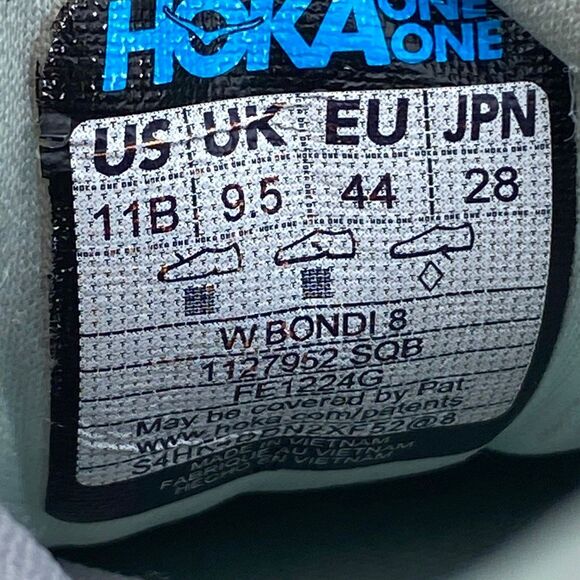 HOKA ONE ONE
US UK EU JPN
11B 9.5 44 28
W BONDI 8
1127952 SQB
FE1224G
May be covered by Pat.
www.hoka.com/patents
MADE IN VIETNAM
FABRIQUÉ AU VIETNAM
HECHO EN VIETNAM